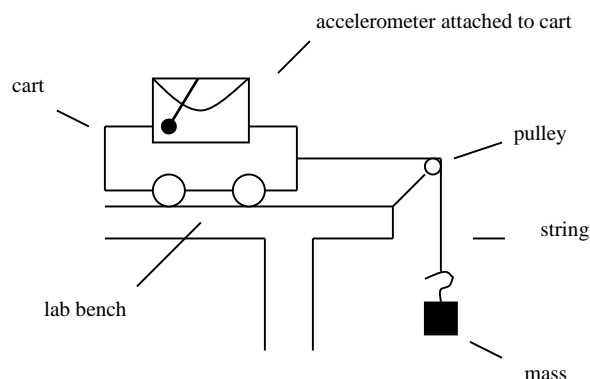 accelerometer attached to cart
cart
pulley
string
lab bench
mass